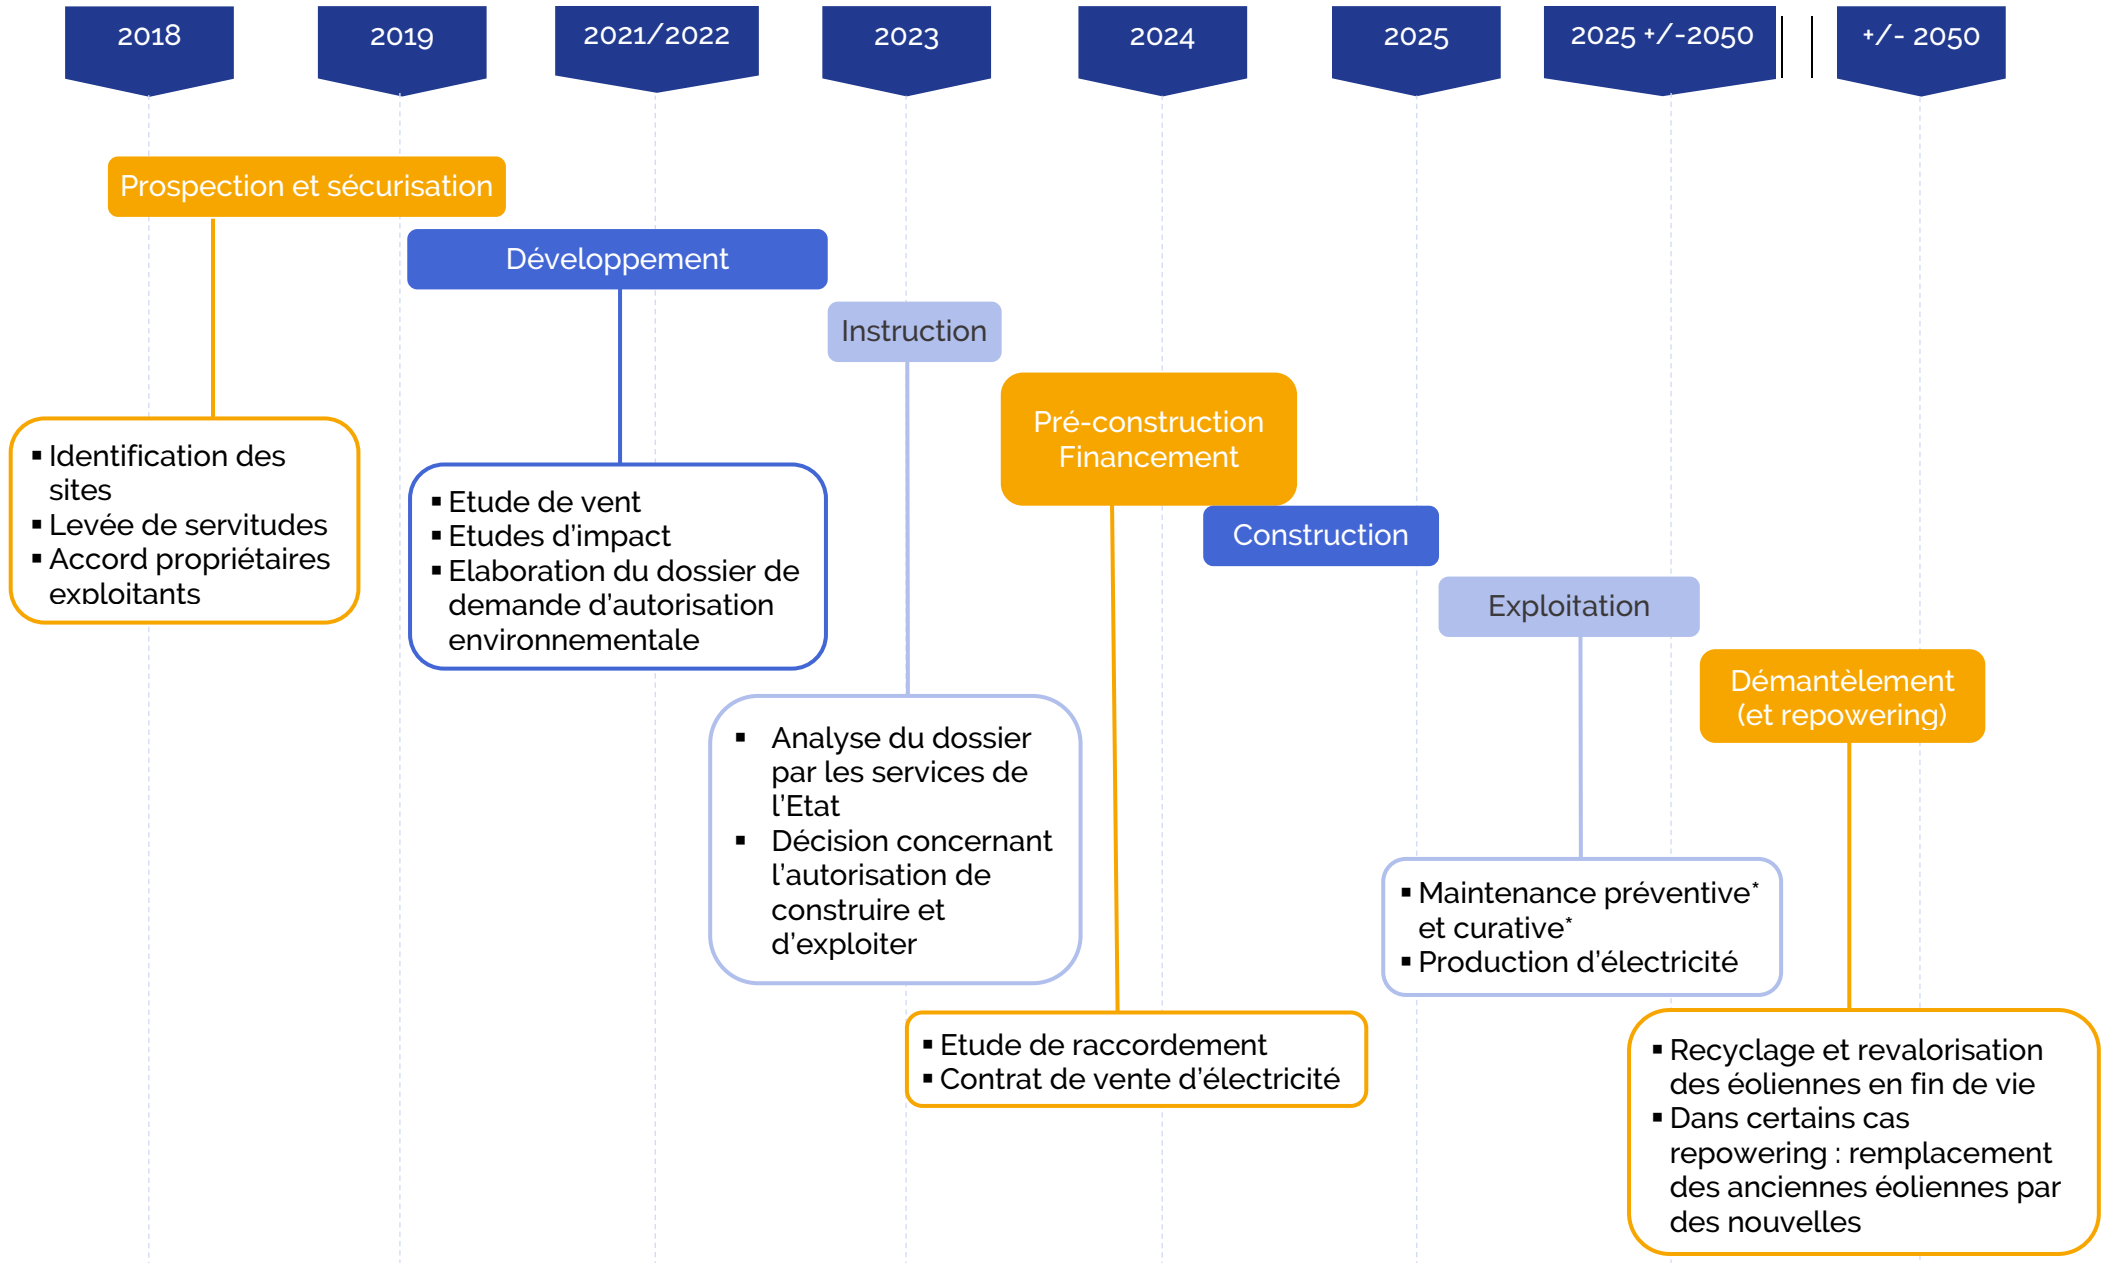 2018
2019
2021/2022
2023
2024
2025
2025 +/-2050
+/- 2050
Prospection et sécurisation
Développement
Instruction
Pré-construction
Financement
Construction
Exploitation
Démantèlement
(et repowering)
▪ Identification des
sites
▪ Levée de servitudes
▪ Accord propriétaires
exploitants
▪ Etude de vent
▪ Etudes d'impact
▪ Elaboration du dossier de
demande d'autorisation
environnementale
▪ Analyse du dossier
par les services de
l'Etat
▪ Décision concernant
l'autorisation de
construire et
d'exploiter
▪ Etude de raccordement
▪ Contrat de vente d'électricité
▪ Maintenance préventive*
et curative*
▪ Production d'électricité
▪ Recyclage et revalorisation
des éoliennes en fin de vie
▪ Dans certains cas
repowering : remplacement
des anciennes éoliennes par
des nouvelles